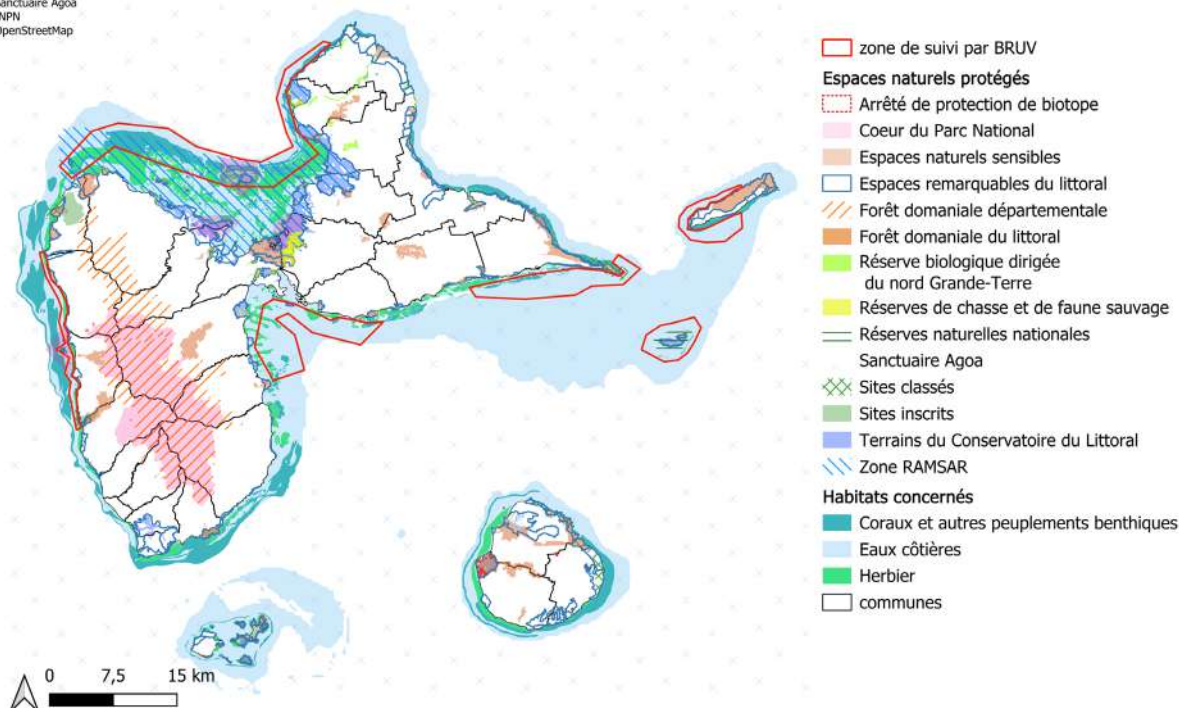 Sanctuaire Agoa
INPN
OpenStreetMap
zone de suivi par BRUV
Espaces naturels protégés
Arrêté de protection de biotope
Coeur du Parc National
Espaces naturels sensibles
Espaces remarquables du littoral
Forêt domaniale départementale
Forêt domaniale du littoral
Réserve biologique dirigée
du nord Grande-Terre
Réserves de chasse et de faune sauvage
Réserves naturelles nationales
Sanctuaire Agoa
Sites classés
Sites inscrits
Terrains du Conservatoire du Littoral
Zone RAMSAR
Habitats concernés
Coraux et autres peuplements benthiques
Eaux côtières
Herbier
communes
0 7,5 15 km